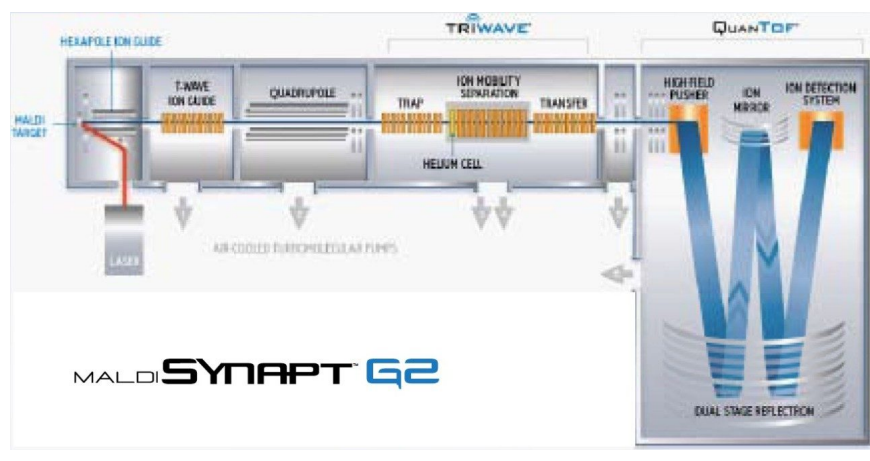 TRIWAVE
QUANTOF
HEXAPOLE ION GUIDE
T-WAVE
ION GUIDE
QUADRUPOLE
ION MOBILITY
SEPARATION
TRAP
TRANSFER
HIGH-FIELD
PUSHER
ION
MIRROR
ION DETECTION
SYSTEM
MALDI
TARGET
HELIUM CELL
LASER
AIR-COOLED TURBOMOLECULAR PUMPS
MALDI SYNAPT™ G2
DUAL STAGE REFLECTRON